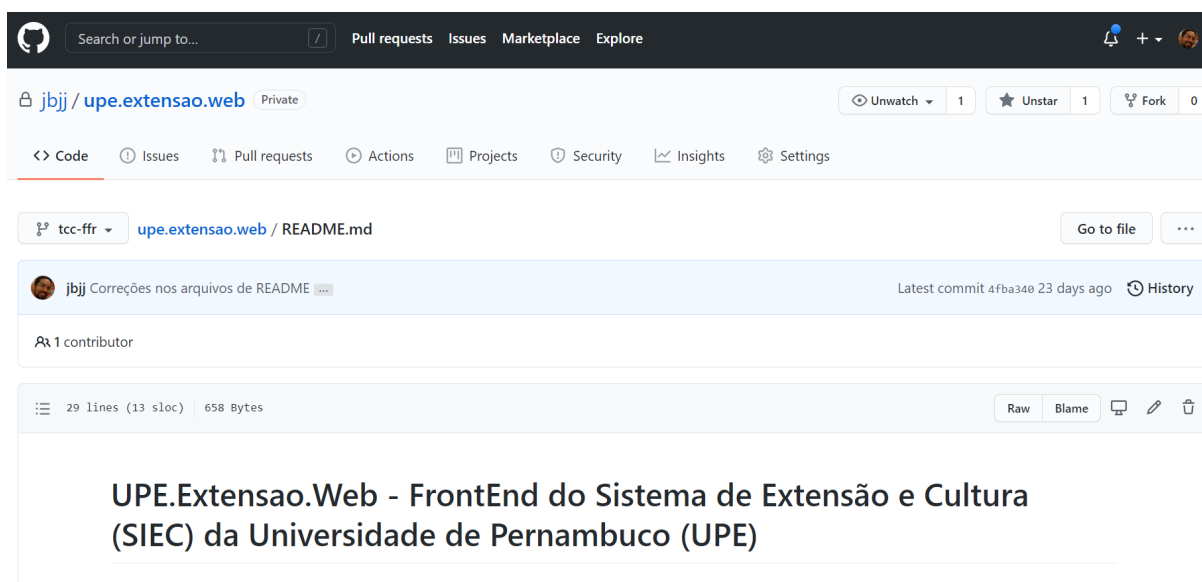 Search or jump to... / Pull requests Issues Marketplace Explore
jbjj / upe.extensao.web Private Unwatch 1 Unstar 1 Fork 0
Code Issues Pull requests Actions Projects Security Insights Settings
tcc-ffr upe.extensao.web / README.md Go to file ...
jbjj Correções nos arquivos de README ... Latest commit 4fba340 23 days ago History
1 contributor
29 lines (13 sloc) 658 Bytes Raw Blame
UPE.Extensao.Web - FrontEnd do Sistema de Extensão e Cultura
(SIEC) da Universidade de Pernambuco (UPE)